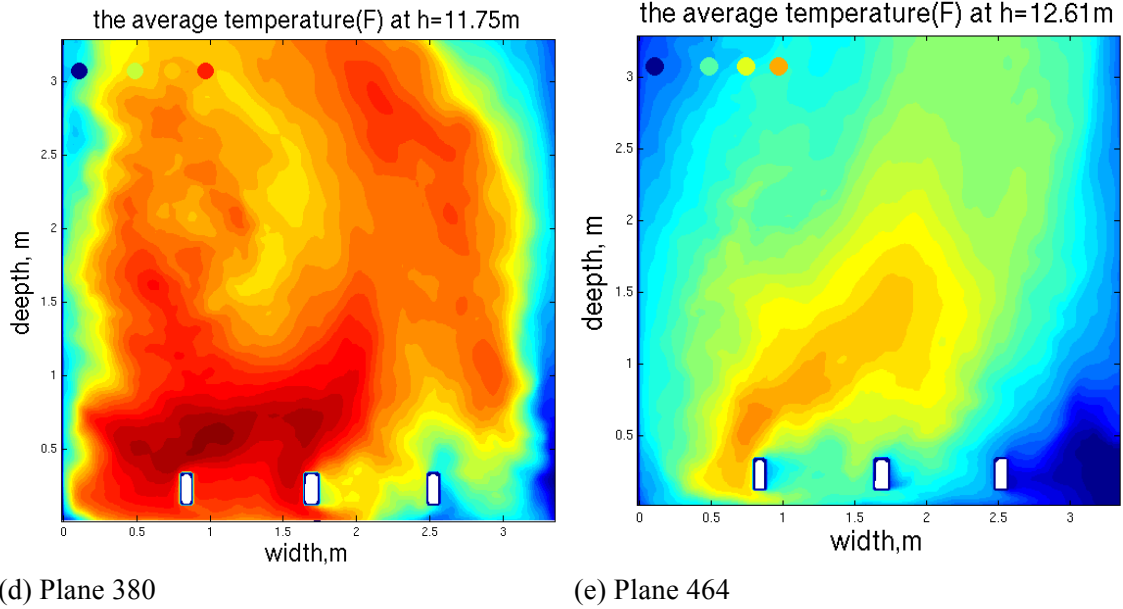 the average temperature(F) at h=11.75m
3
2.5
2
1.5
1
0.5
deepth, m
0 0.5 1 1.5 2 2.5 3
width,m
(d) Plane 380
the average temperature(F) at h=12.61m
3
2.5
2
1.5
1
0.5
deepth, m
0 0.5 1 1.5 2 2.5 3
width,m
(e) Plane 464